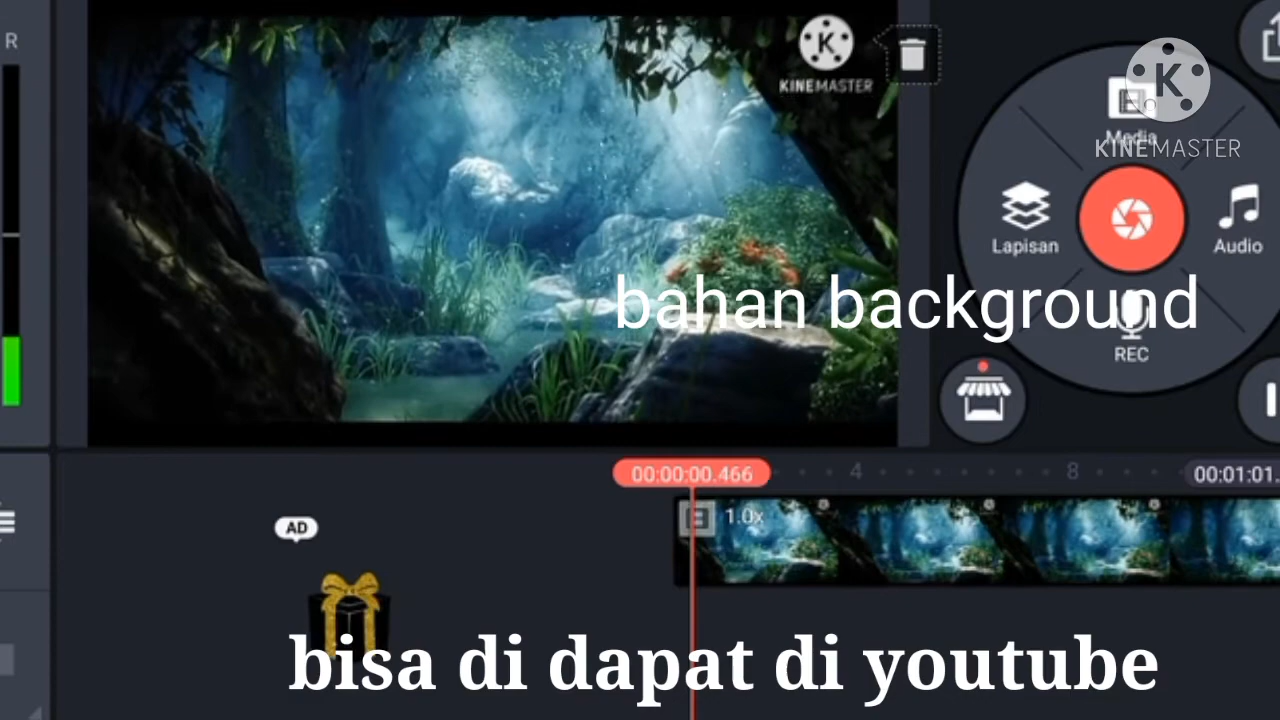 R
KINEMASTER
Media
KINEMASTER
Lapisan
Audio
bahan background
REC
00:00:00.466
4
8
00:01:01.
AD
1.0x
bisa di dapat di youtube